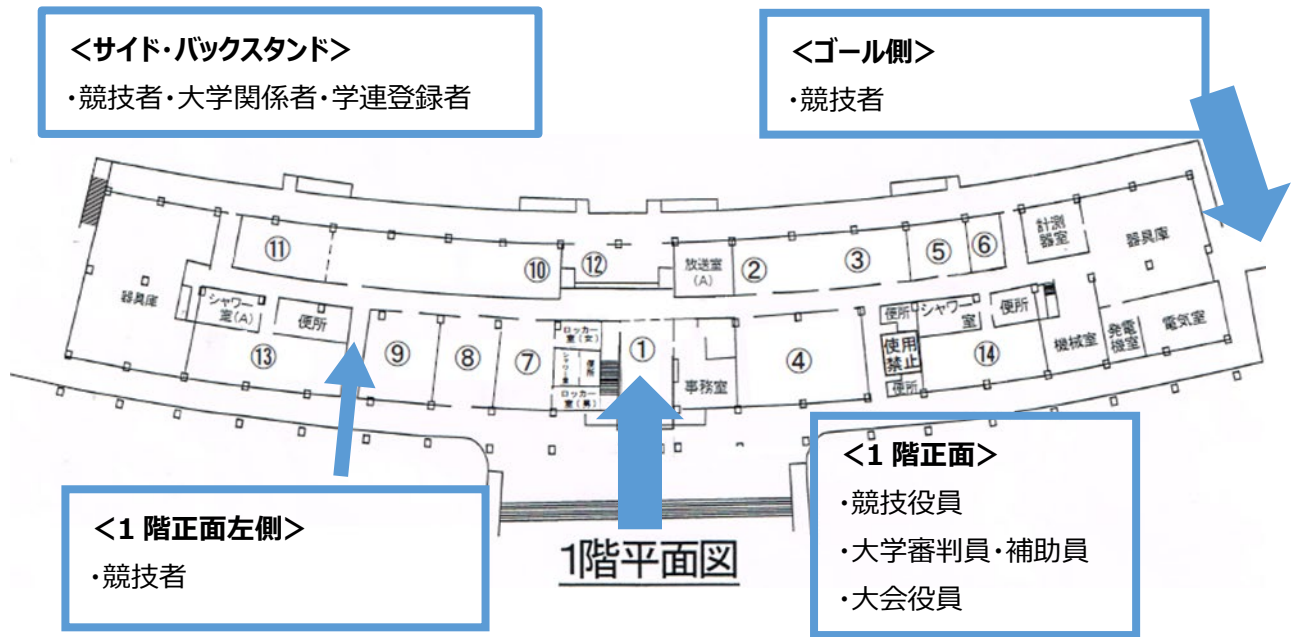 <サイド・バックスタンド>
・競技者・大学関係者・学連登録者
<ゴール側>
・競技者
⑪
⑩
⑫
放送室
(A)
②
③
⑤
⑥
計測
器室
器具庫
器具庫
シャワー
室(A)
便所
⑬
⑨
⑧
⑦
ロッカー
室(女)
シャワー室
便所
ロッカー
室(男)
①
事務室
④
便所
使用
禁止
便所
シャワー
室
便所
⑭
機械室
発電
機室
電気室
<1階正面左側>
・競技者
1階平面図
<1階正面>
・競技役員
・大学審判員・補助員
・大会役員